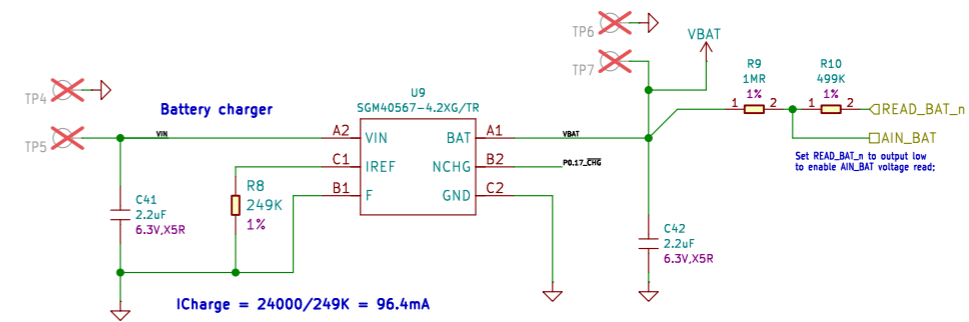 TP6
VBAT
TP7
R9
1MR
1%
R10
499K
1%
1
2
1
2
READ_BAT_n
AIN_BAT
Set READ_BAT_n to output low
to enable AIN_BAT voltage read;
TP4
TP5
Battery charger
VIN
U9
SGM40567-4.2XG/TR
A2
VIN
BAT
A1
VBAT
C1
IREF
NCHG
B2
P0.17_CHG
B1
F
GND
C2
R8
249K
1%
C41
2.2uF
6.3V,X5R
C42
2.2uF
6.3V,X5R
ICharge = 24000/249K = 96.4mA